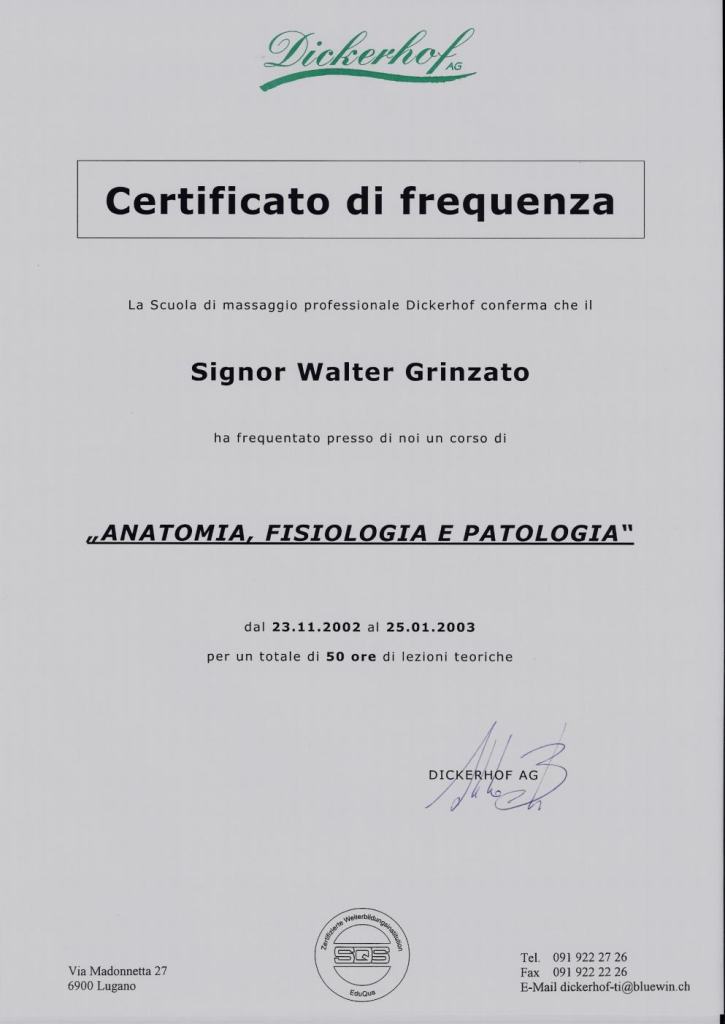 Dickerhof AG
Certificato di frequenza
La Scuola di massaggio professionale Dickerhof conferma che il
Signor Walter Grinzato
ha frequentato presso di noi un corso di
„ANATOMIA, FISIOLOGIA E PATOLOGIA“
dal 23.11.2002 al 25.01.2003
per un totale di 50 ore di lezioni teoriche
DICKERHOF AG
Zertifizierte Weiterbildungsinstitution
SQS
EduQua
Via Madonnetta 27
6900 Lugano
Tel. 091 922 27 26
Fax 091 922 22 26
E-Mail dickerhof-ti@bluewin.ch